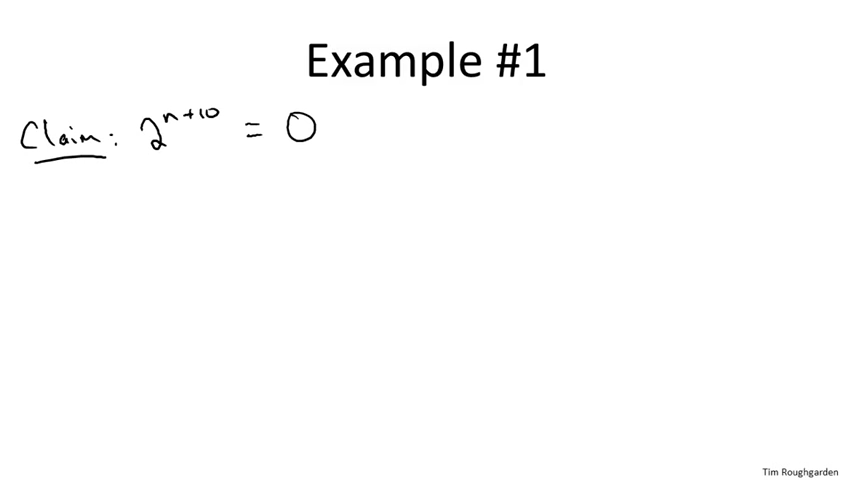 Example #1
Claim: 2^{n+10} = O
Tim Roughgarden